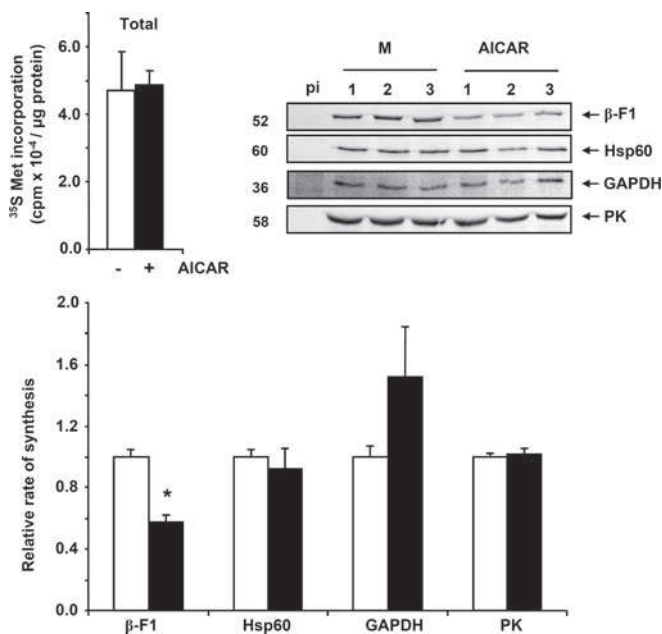 Total
³⁵S Met incorporation
(cpm x 10⁻⁴ / µg protein)
6.0
4.0
2.0
0.0
- + AICAR
M AICAR
pi 1 2 3 1 2 3
52 β-F1
60 Hsp60
36 GAPDH
58 PK
Relative rate of synthesis
2.0
1.6
1.2
0.8
0.4
0.0
*
β-F1 Hsp60 GAPDH PK